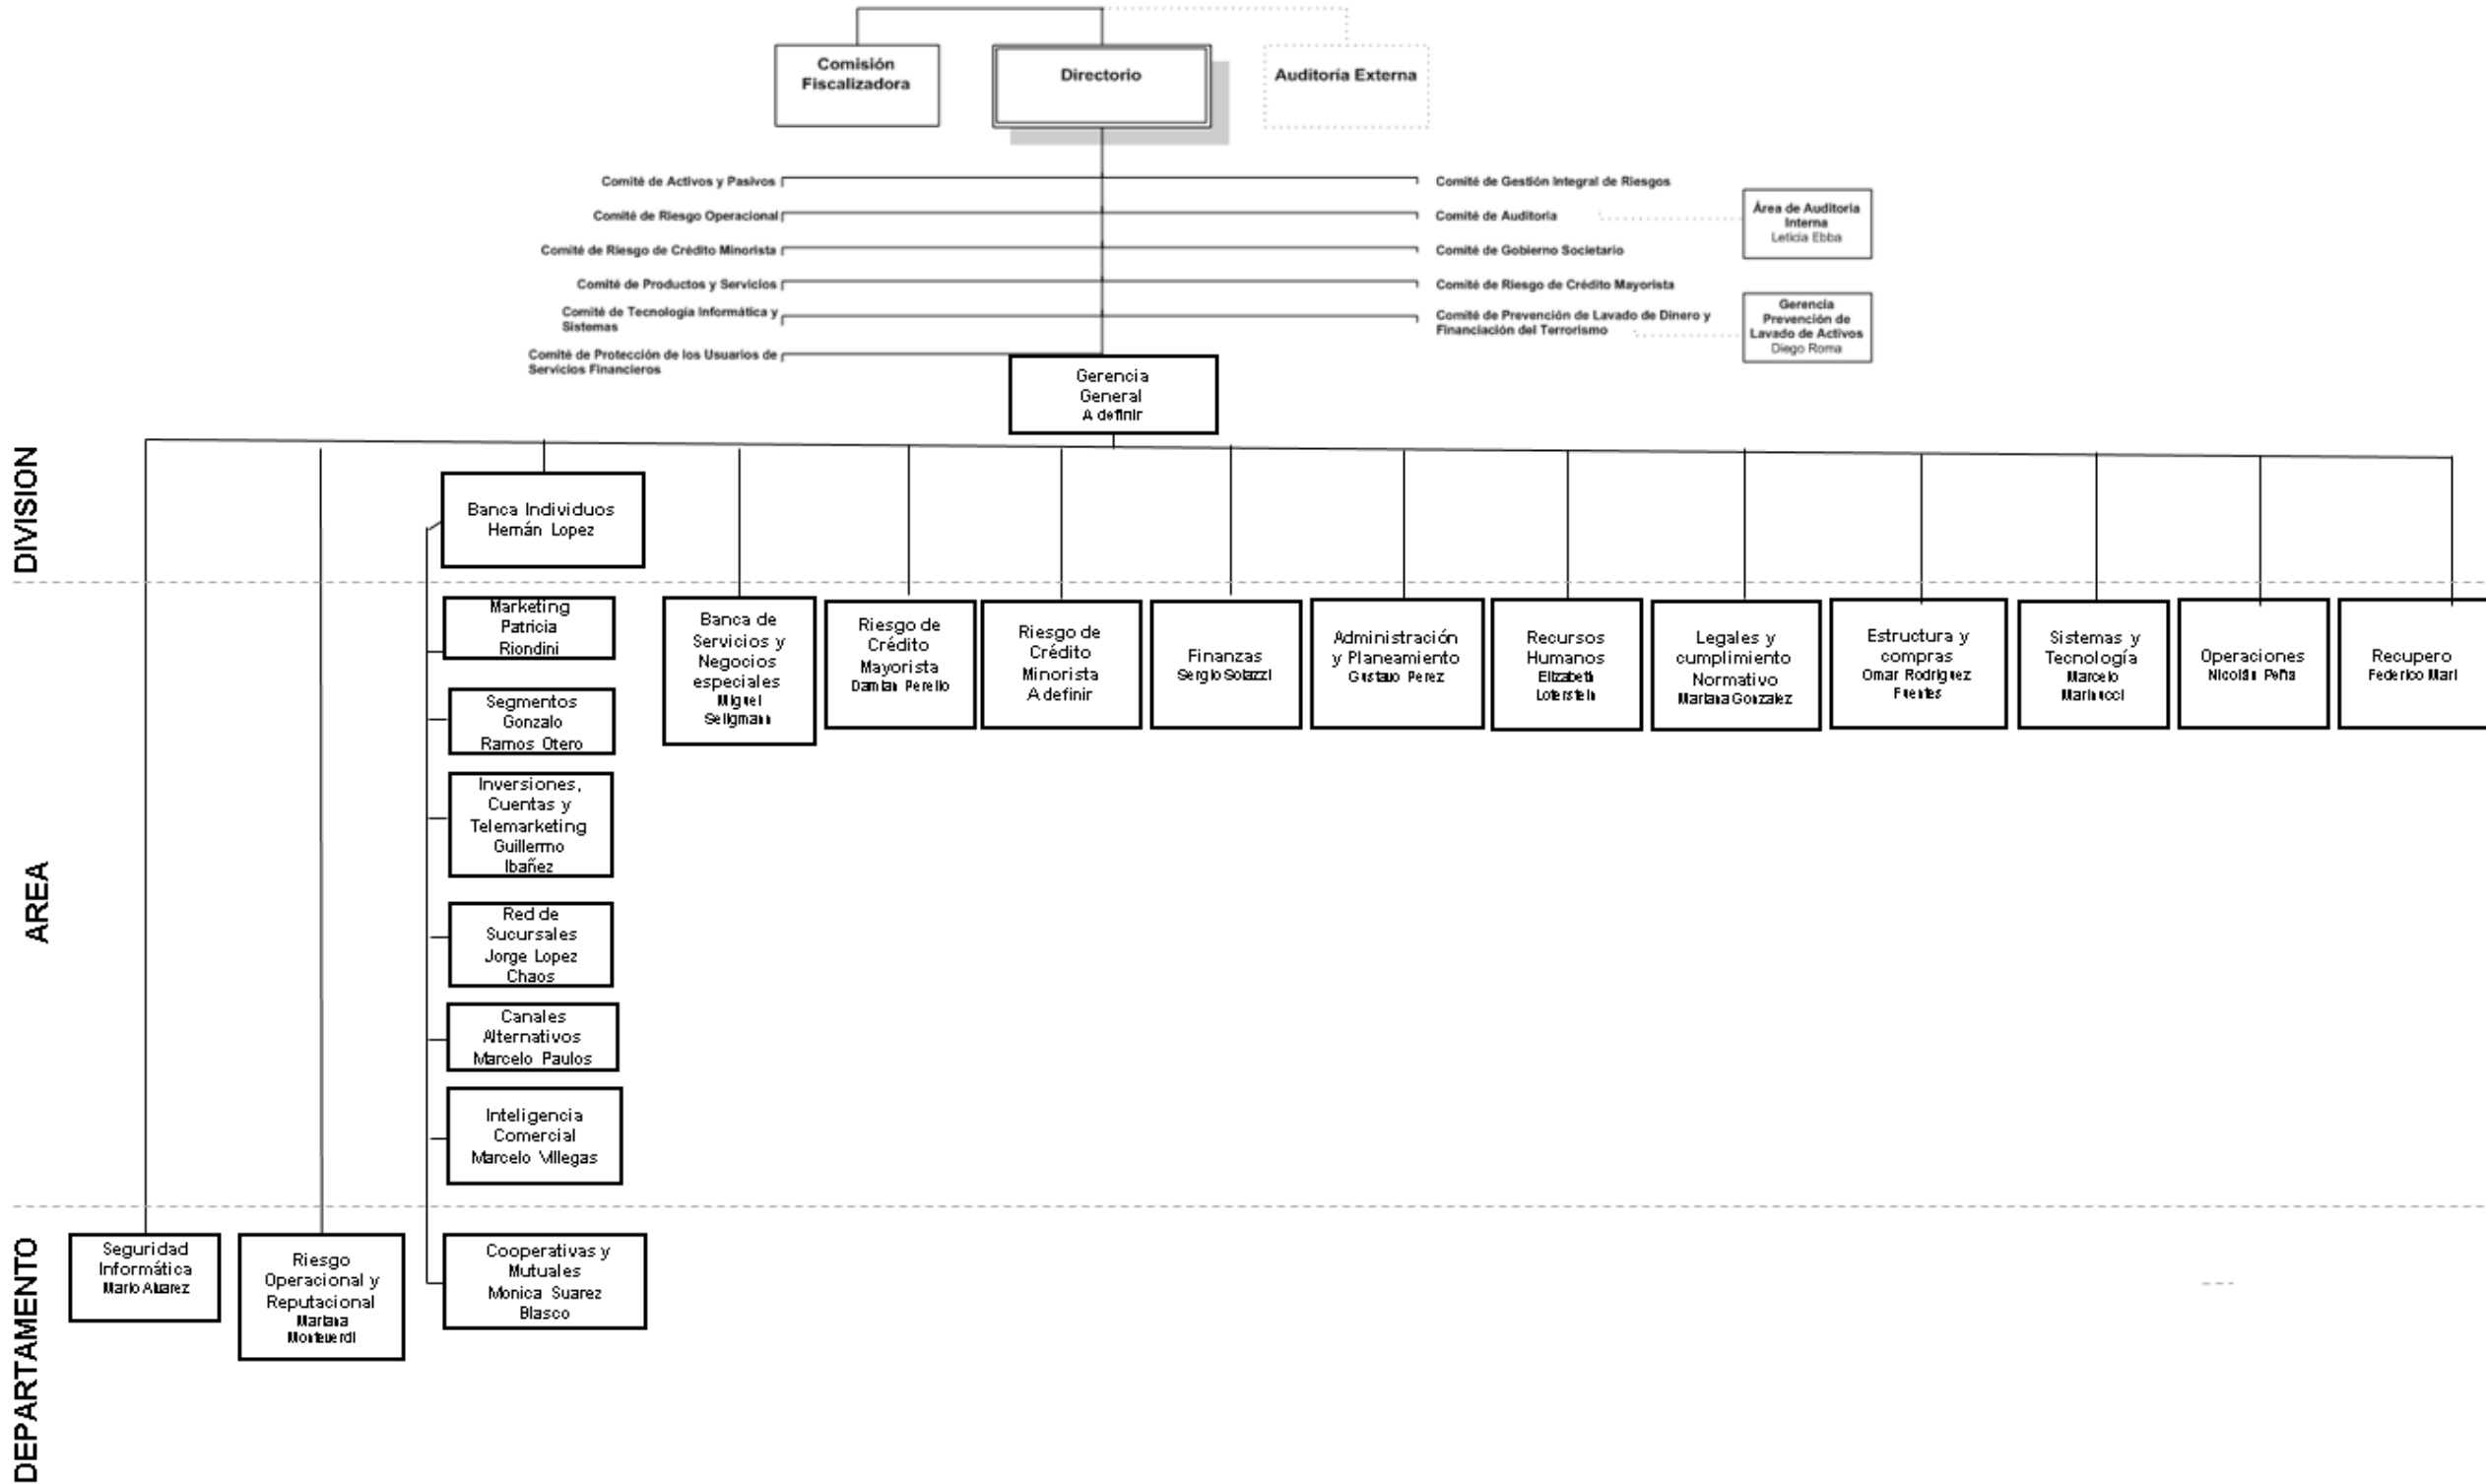 Comisión
Fiscalizadora
Directorio
Auditoría Externa
Comité de Activos y Pasivos
Comité de Gestión Integral de Riesgos
Comité de Riesgo Operacional
Comité de Auditoria
Área de Auditoria
Interna
Leticia Ebba
Comité de Riesgo de Crédito Minorista
Comité de Gobierno Societario
Comité de Productos y Servicios
Comité de Riesgo de Crédito Mayorista
Comité de Tecnología Informática y
Sistemas
Comité de Prevención de Lavado de Dinero y
Financiación del Terrorismo
Gerencia
Prevención de
Lavado de Activos
Diego Roma
Comité de Protección de los Usuarios de
Servicios Financieros
Gerencia
General
A definir
DIVISION
Banca Individuos
Hernán Lopez
AREA
Marketing
Patricia
Riondini
Segmentos
Gonzalo
Ramos Otero
Inversiones,
Cuentas y
Telemarketing
Guillermo
Ibañez
Red de
Sucursales
Jorge Lopez
Chaos
Canales
Alternativos
Marcelo Paulos
Inteligencia
Comercial
Marcelo Villegas
Banca de
Servicios y
Negocios
especiales
Miguel
Seligmann
Riesgo de
Crédito
Mayorista
Damian Perello
Riesgo de
Crédito
Minorista
A definir
Finanzas
Sergio Solazzi
Administración
y Planeamiento
Gustavo Perez
Recursos
Humanos
Elizabeth
Loterstein
Legales y
cumplimiento
Normativo
Mariana Gonzalez
Estructura y
compras
Omar Rodriguez
Fuentes
Sistemas y
Tecnología
Marcelo
Marinucci
Operaciones
Nicolás Peña
Recupero
Federico Mari
DEPARTAMENTO
Seguridad
Informática
Mario Alvarez
Riesgo
Operacional y
Reputacional
Mariana
Monteverdi
Cooperativas y
Mutuales
Monica Suarez
Blasco